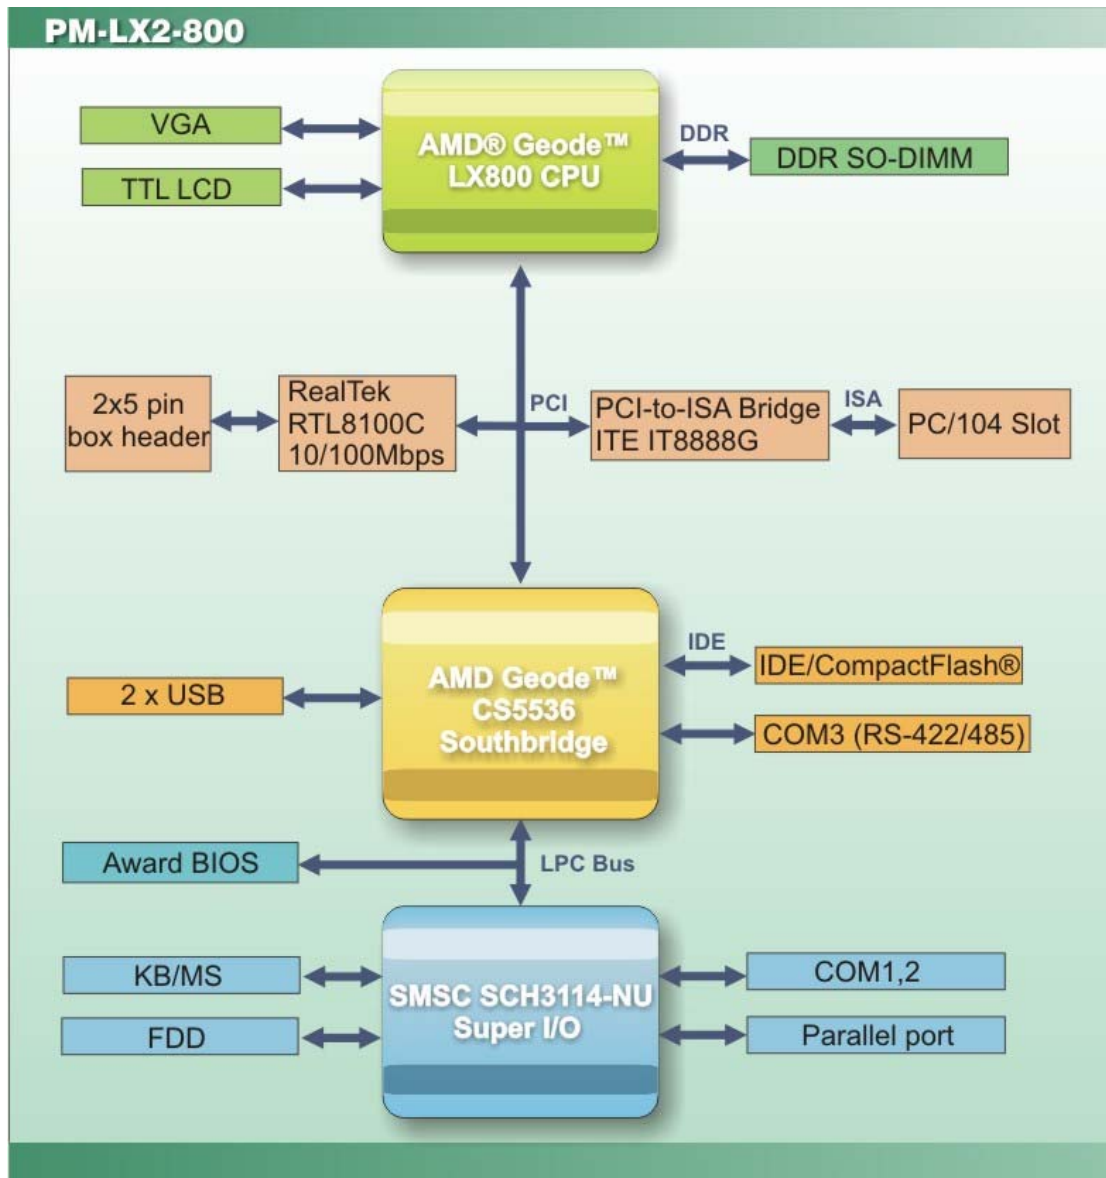 PM-LX2-800
VGA
TTL LCD
AMD® Geode™
LX800 CPU
DDR
DDR SO-DIMM
2x5 pin
box header
RealTek
RTL8100C
10/100Mbps
PCI
PCI-to-ISA Bridge
ITE IT8888G
ISA
PC/104 Slot
2 x USB
AMD Geode™
CS5536
Southbridge
IDE
IDE/CompactFlash®
COM3 (RS-422/485)
Award BIOS
LPC Bus
KB/MS
FDD
SMSC SCH3114-NU
Super I/O
COM1,2
Parallel port